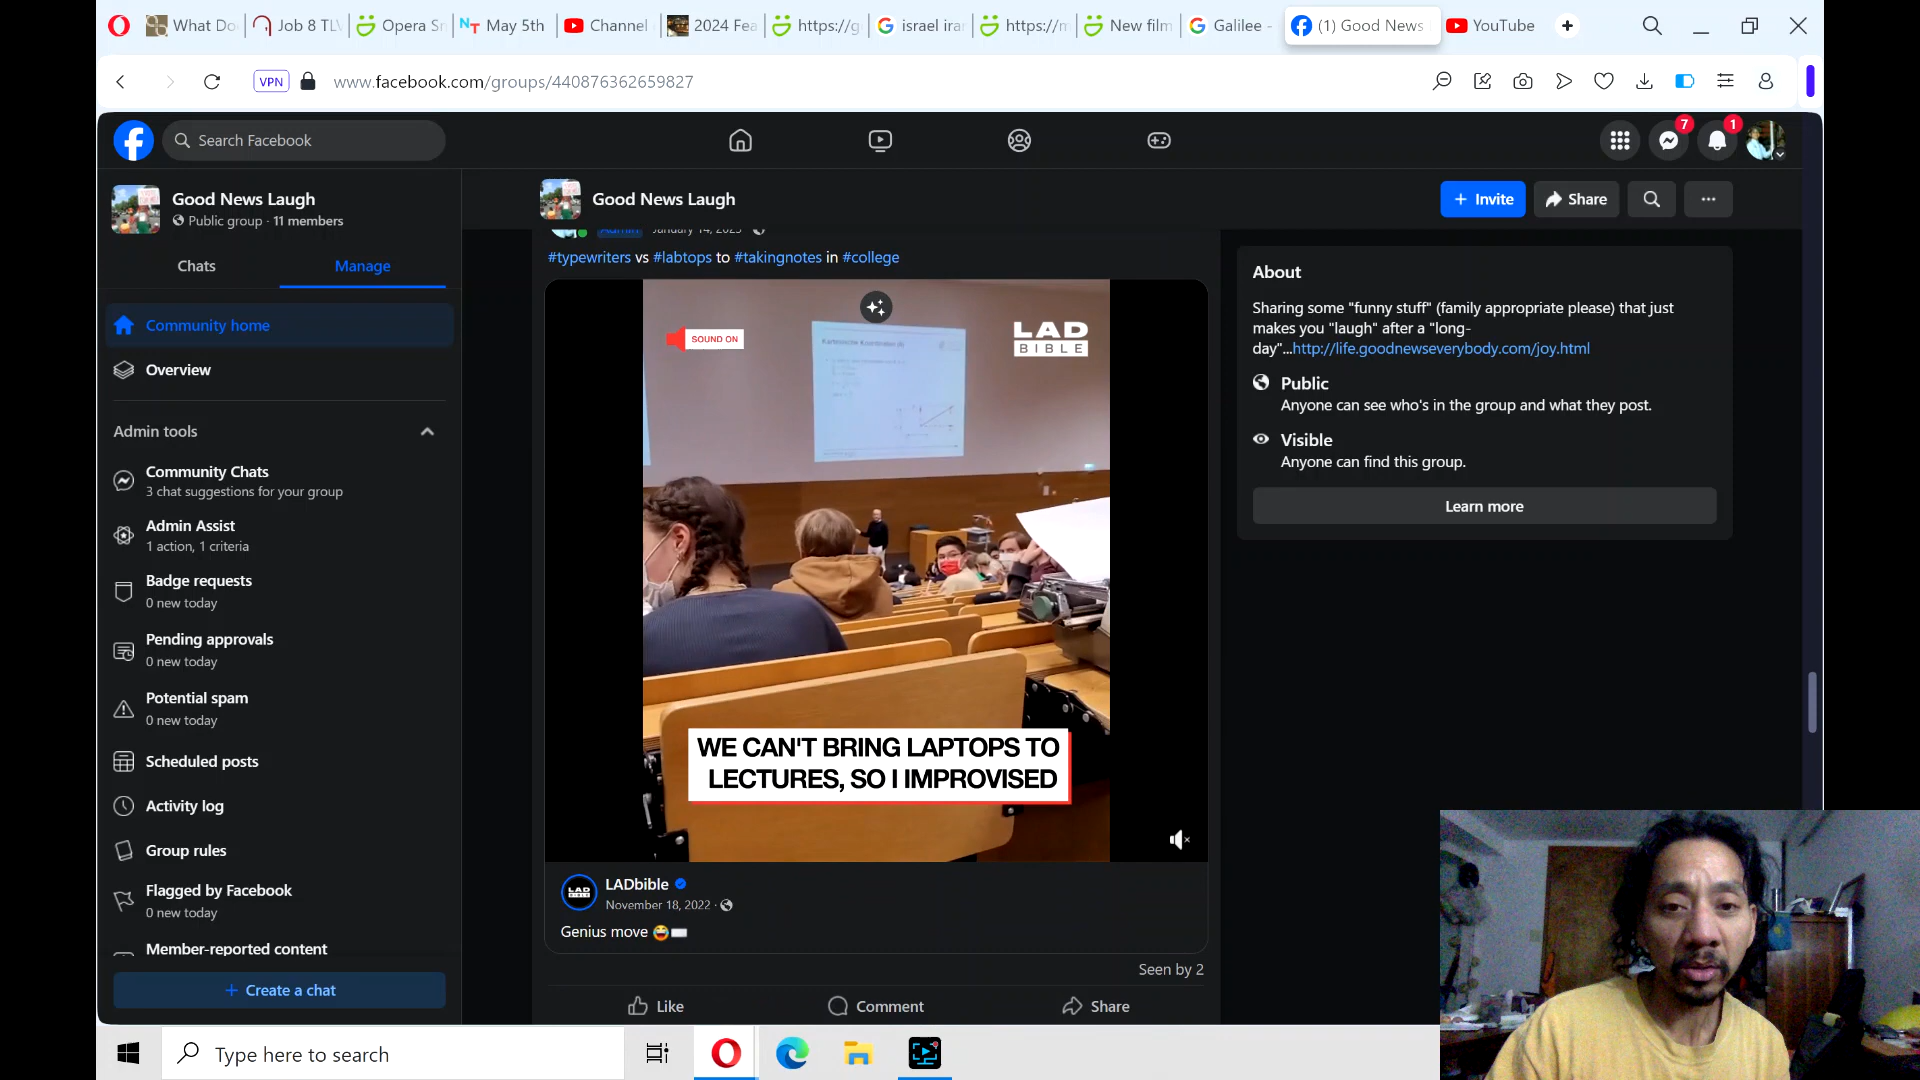 What Do
Job 8 TLV
Opera Sn
May 5th
Channel
2024 Fea
https://g
israel iran
https://m
New film
Galilee -
(1) Good News
YouTube
VPN
www.facebook.com/groups/440876362659827
Search Facebook
7
1
Good News Laugh
Public group · 11 members
Chats
Manage
Community home
Overview
Admin tools
Community Chats
3 chat suggestions for your group
Admin Assist
1 action, 1 criteria
Badge requests
0 new today
Pending approvals
0 new today
Potential spam
0 new today
Scheduled posts
Activity log
Group rules
Flagged by Facebook
0 new today
Member-reported content
+ Create a chat
Good News Laugh
+ Invite
Share
Admin January 14, 2023
#typewriters vs #labtops to #takingnotes in #college
SOUND ON
LAD
BIBLE
WE CAN'T BRING LAPTOPS TO
LECTURES, SO I IMPROVISED
LADbible
November 18, 2022 ·
Genius move
Seen by 2
Like
Comment
Share
About
Sharing some "funny stuff" (family appropriate please) that just
makes you "laugh" after a "long-
day"...http://life.goodnewseverybody.com/joy.html
Public
Anyone can see who's in the group and what they post.
Visible
Anyone can find this group.
Learn more
Type here to search